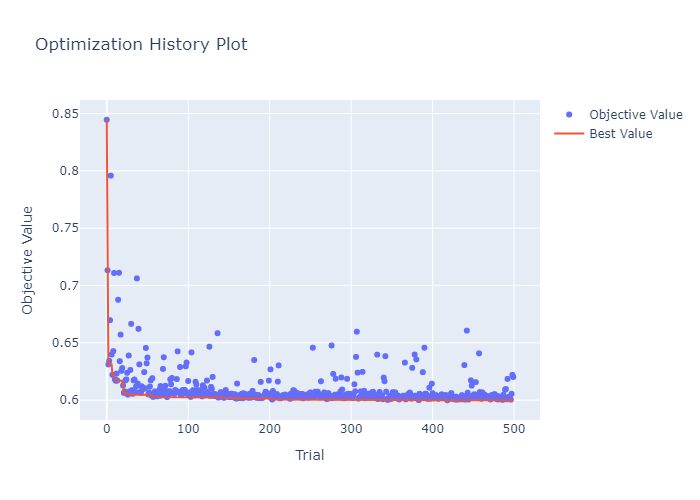 Optimization History Plot
Objective Value
Best Value
0.85
0.8
0.75
0.7
0.65
0.6
Objective Value
0
100
200
300
400
500
Trial